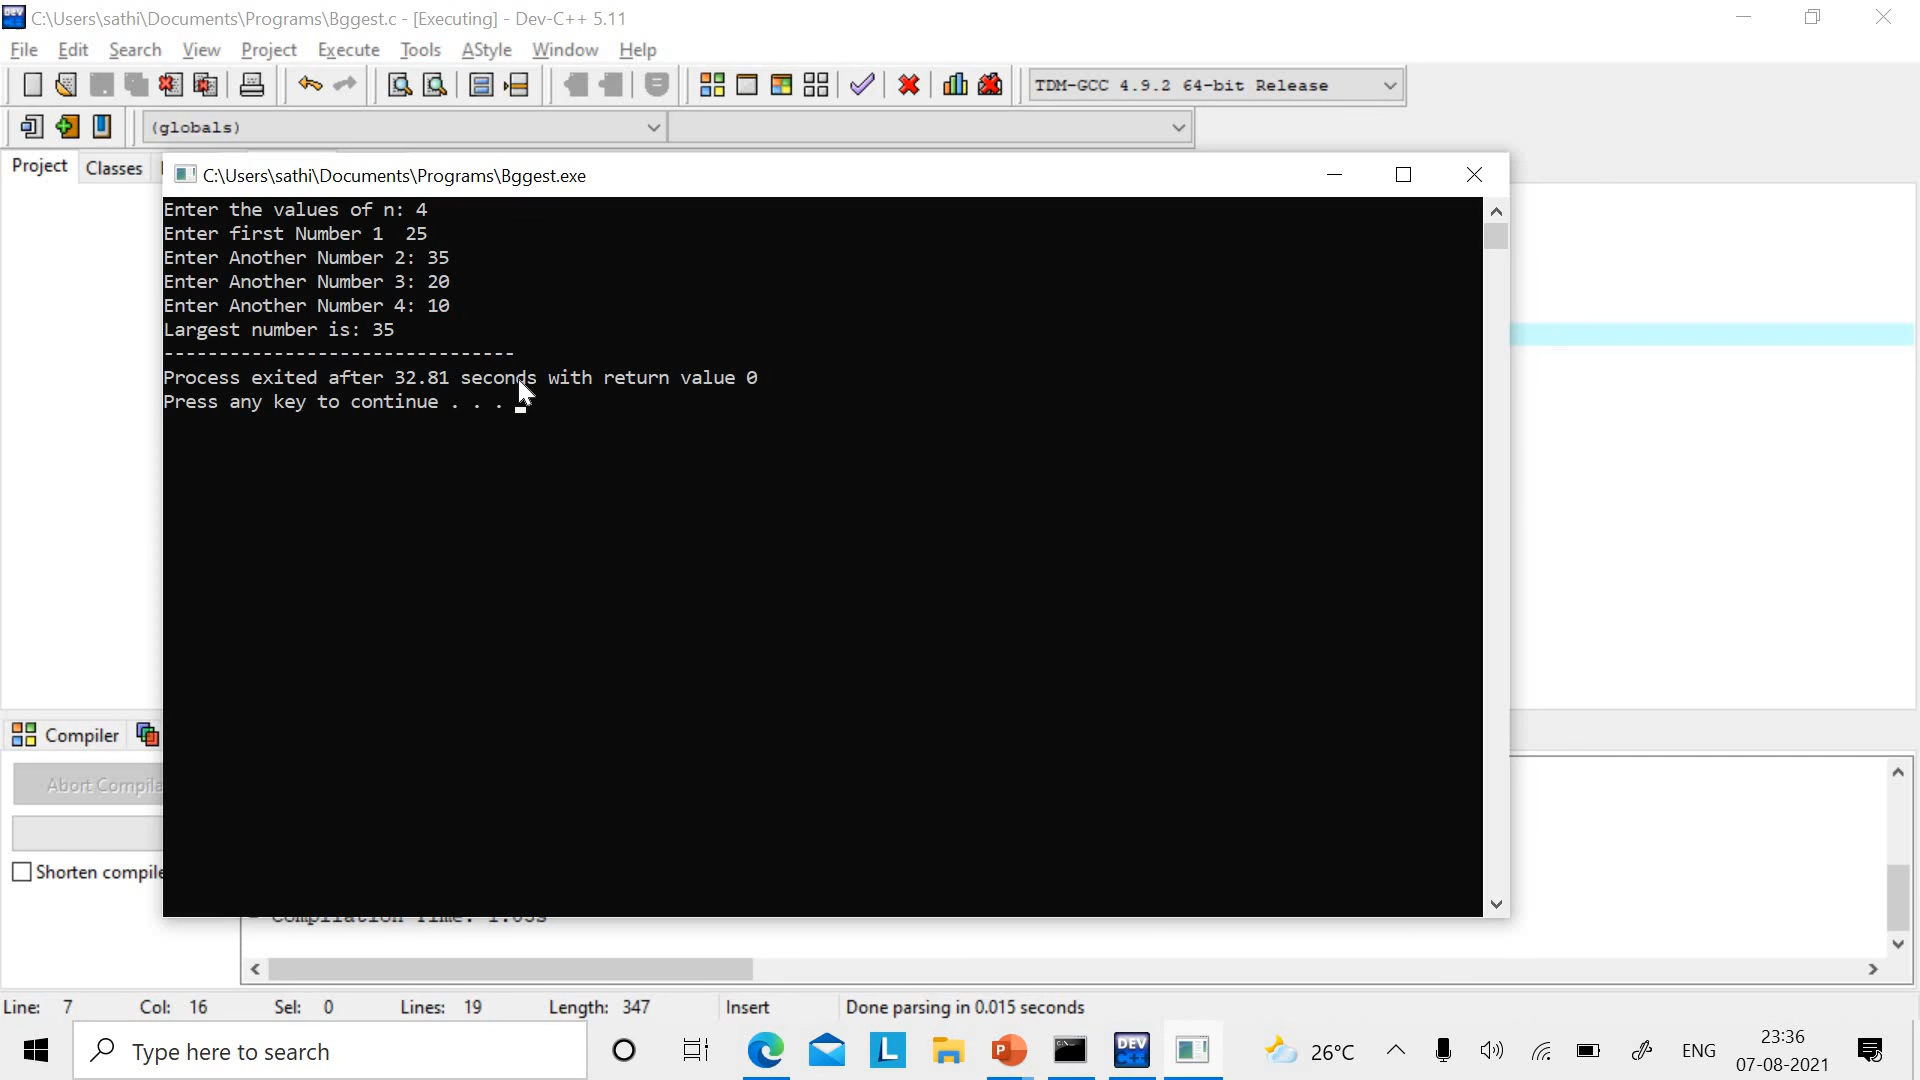 C:\Users\sathi\Documents\Programs\Bggest.c - [Executing] - Dev-C++ 5.11
File Edit Search View Project Execute Tools AStyle Window Help
TDM-GCC 4.9.2 64-bit Release
(globals)
Project Classes
C:\Users\sathi\Documents\Programs\Bggest.exe
Enter the values of n: 4
Enter first Number 1  25
Enter Another Number 2: 35
Enter Another Number 3: 20
Enter Another Number 4: 10
Largest number is: 35
--------------------------------
Process exited after 32.81 seconds with return value 0
Press any key to continue . . .
Compiler
Abort Compila
Shorten compile
- Compilation Time:
Line: 7 Col: 16 Sel: 0 Lines: 19 Length: 347 Insert Done parsing in 0.015 seconds
Type here to search
L
P
DEV
C++
26°C
ENG
23:36
07-08-2021